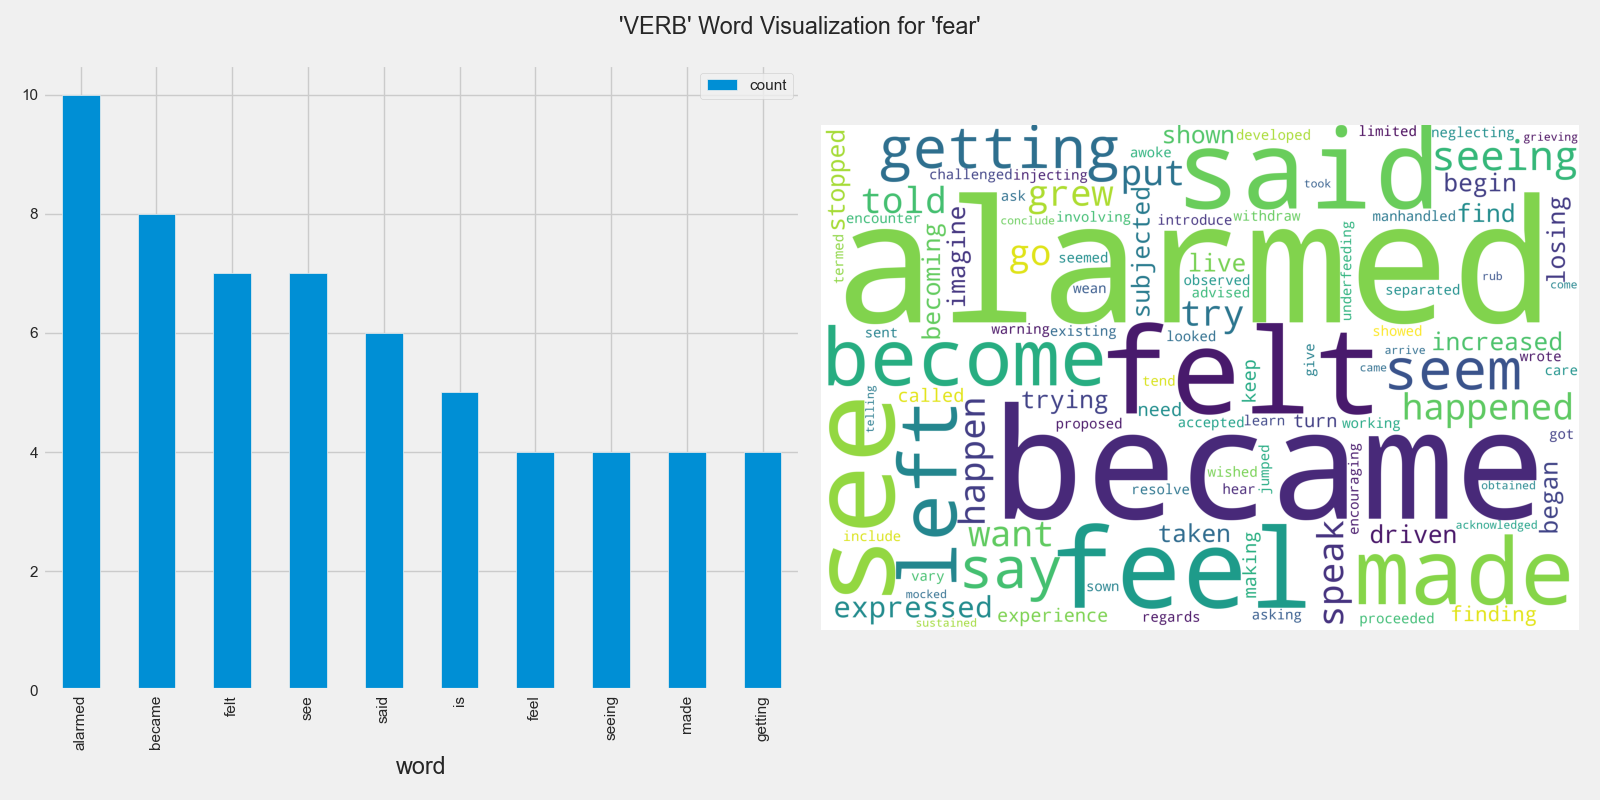 'VERB' Word Visualization for 'fear'
count
10
8
6
4
2
0
alarmed
became
felt
see
said
is
feel
seeing
made
getting
word
stopped
getting
shown
developed
limited
neglecting
grieving
awoke
said
seeing
challenged
injecting
put
took
begin
told
ask
grew
encounter
conclude
involving
introduce
withdraw
manhandled
find
losing
termed
becoming
imagine
alarmed
go
seemed
wean
subjected
live
observed
advised
underfeeding
separated
rub
come
sent
warning
existing
try
looked
showed
increased
become
felt
give
arrive
came
seem
wrote
care
see
telling
called
left
trying
tend
need
keep
happened
happen
proposed
accepted
learn
turn
working
got
became
wished
jumped
resolve
hear
encouraging
obtained
began
include
want
feel
taken
speak
driven
acknowledged
say
made
vary
mocked
sown
making
expressed
sustained
experience
regards
asking
proceeded
finding